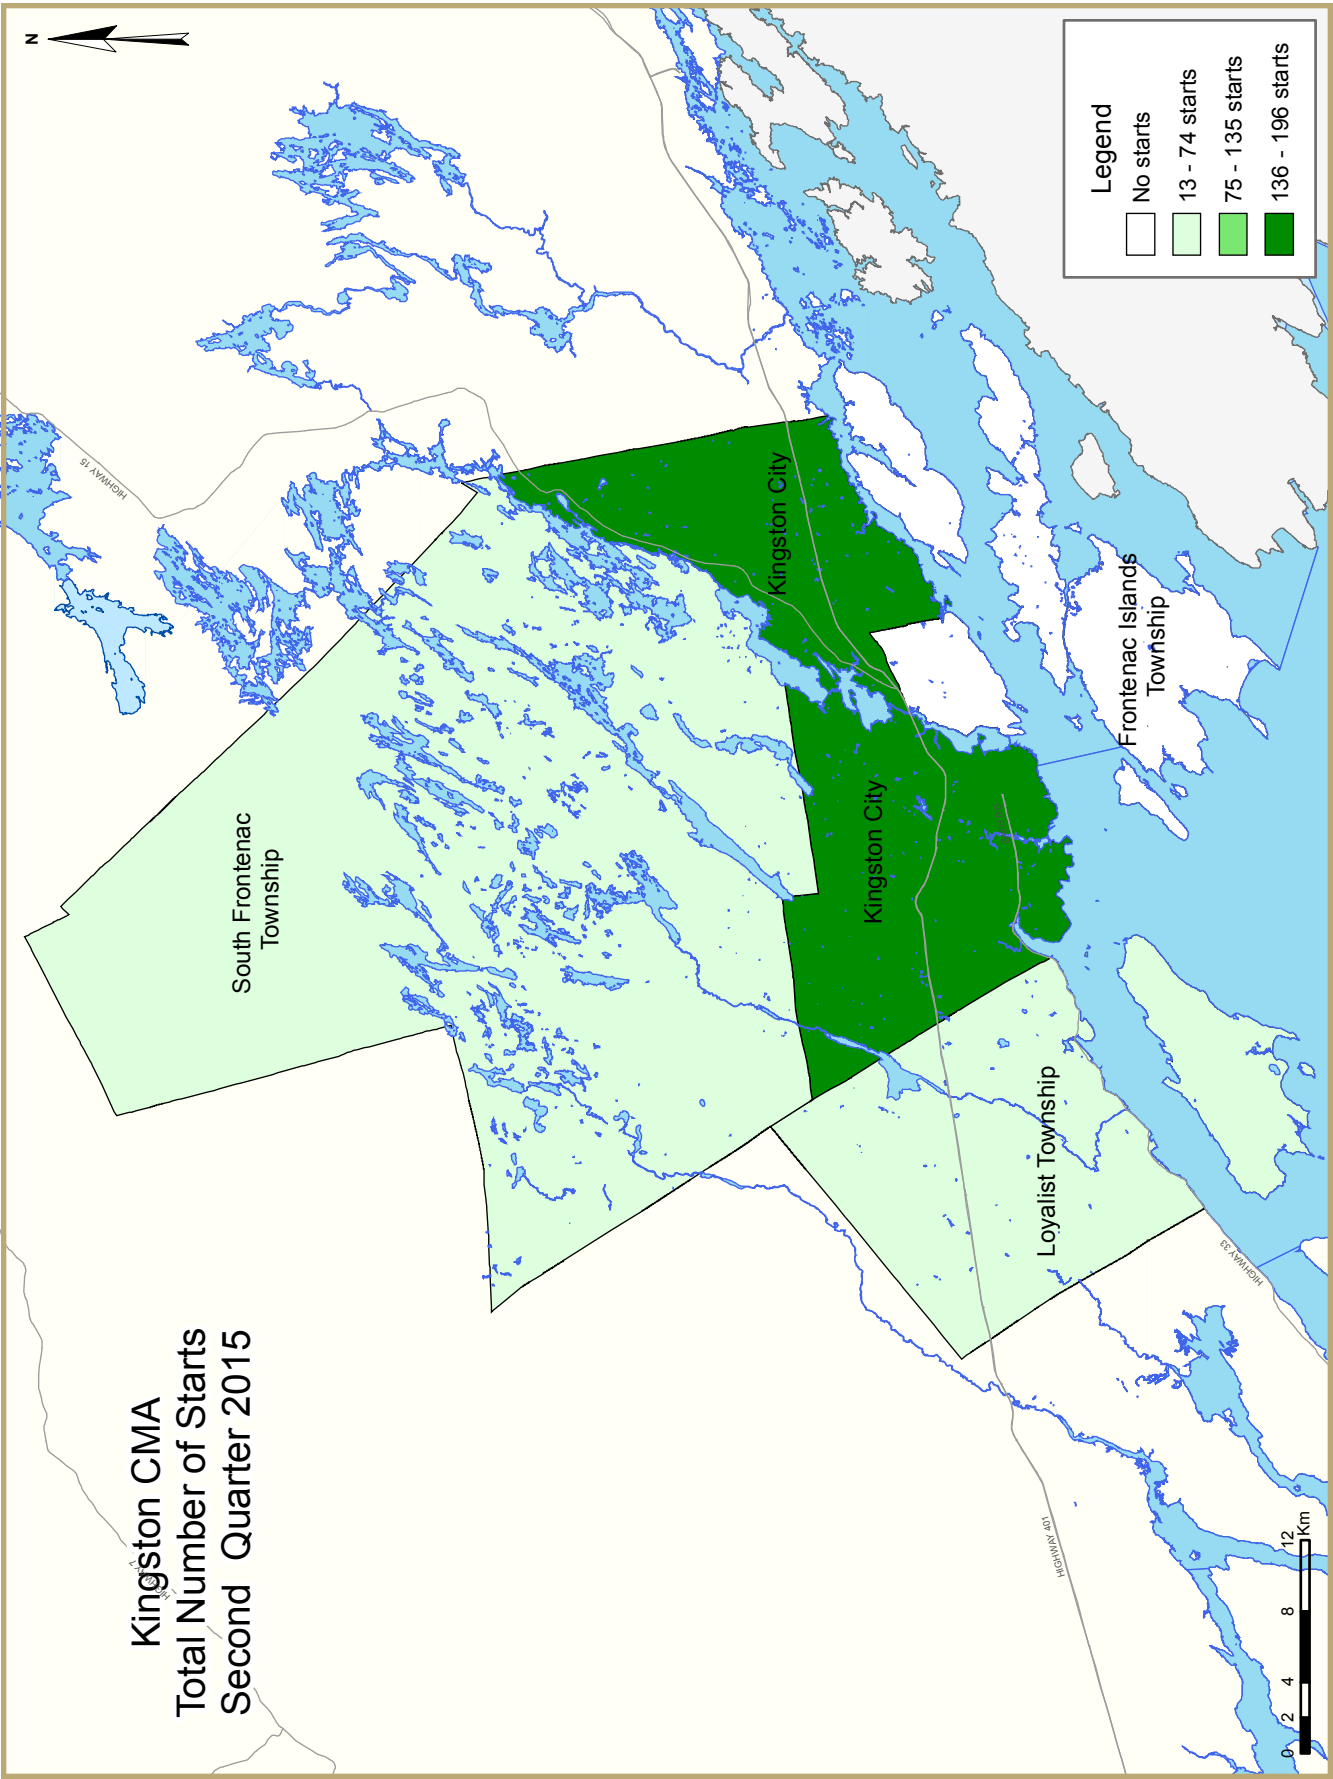 Kingston CMA
Total Number of Starts
Second Quarter 2015
N
HIGHWAY 7
HIGHWAY 15
South Frontenac
Township
Kingston City
Kingston City
Loyalist Township
Frontenac Islands
Township
HIGHWAY 401
HIGHWAY 33
Legend
No starts
13 - 74 starts
75 - 135 starts
136 - 196 starts
0 2 4 8 12
Km